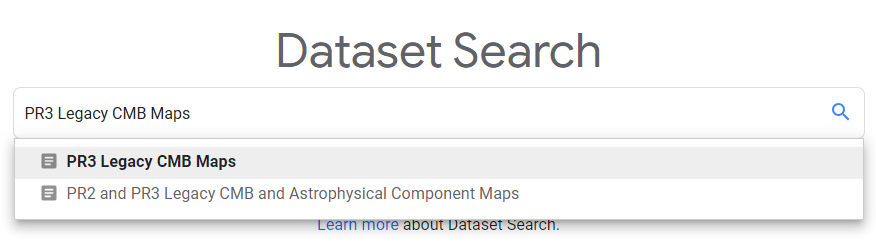 Dataset Search
PR3 Legacy CMB Maps
PR3 Legacy CMB Maps
PR2 and PR3 Legacy CMB and Astrophysical Component Maps
Learn more about Dataset Search.